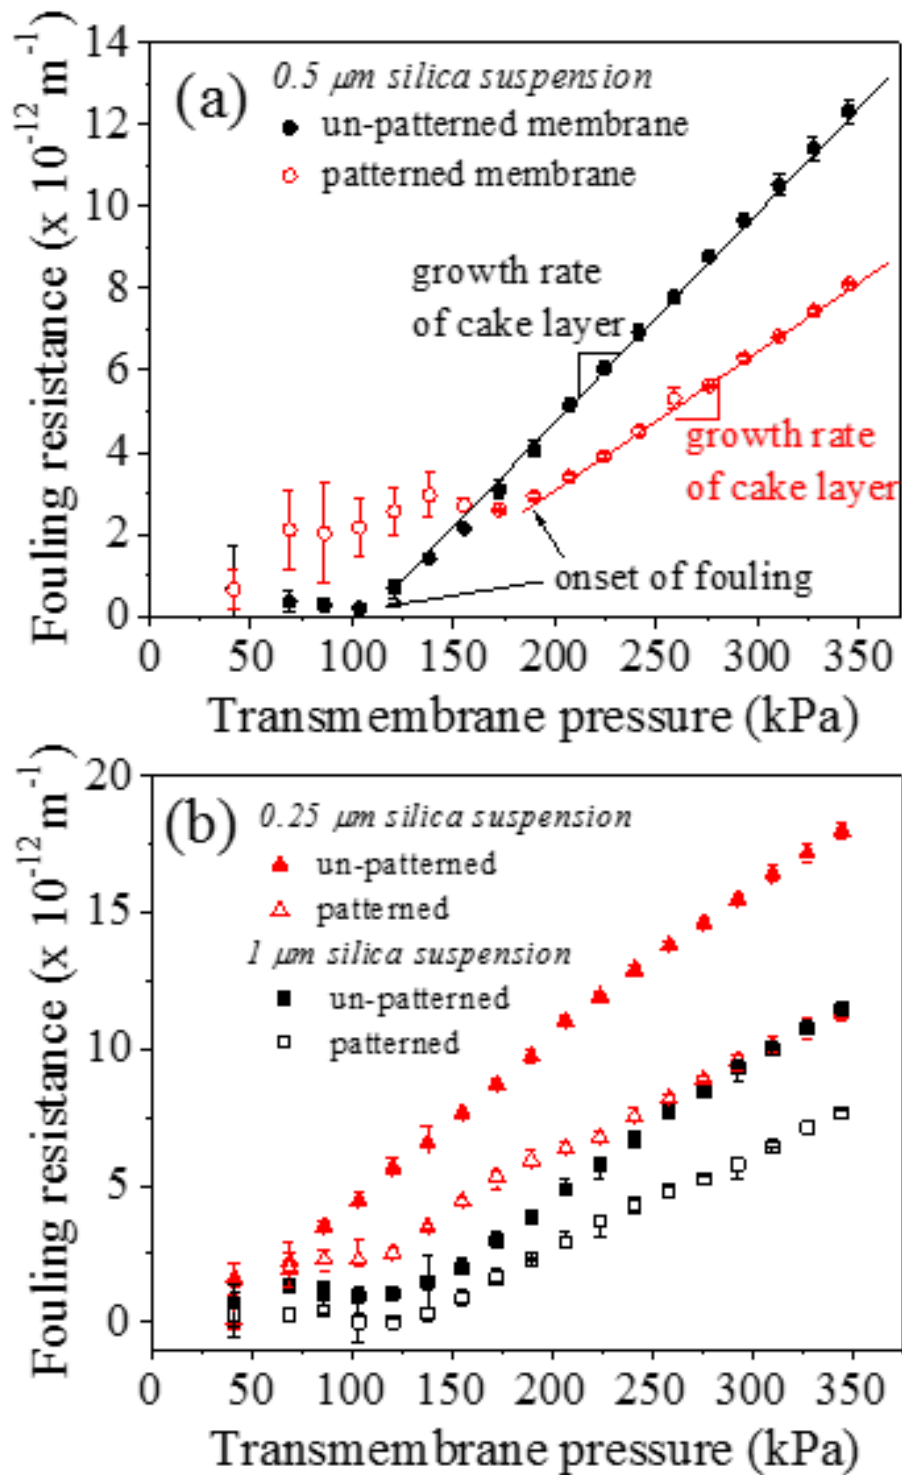 (a)
0.5 μm silica suspension
un-patterned membrane
patterned membrane
growth rate
of cake layer
growth rate
of cake layer
onset of fouling
Fouling resistance (x 10⁻¹² m⁻¹)
14
12
10
8
6
4
2
0
0 50 100 150 200 250 300 350
Transmembrane pressure (kPa)
(b)
0.25 μm silica suspension
un-patterned
patterned
1 μm silica suspension
un-patterned
patterned
Fouling resistance (x 10⁻¹² m⁻¹)
20
15
10
5
0
0 50 100 150 200 250 300 350
Transmembrane pressure (kPa)